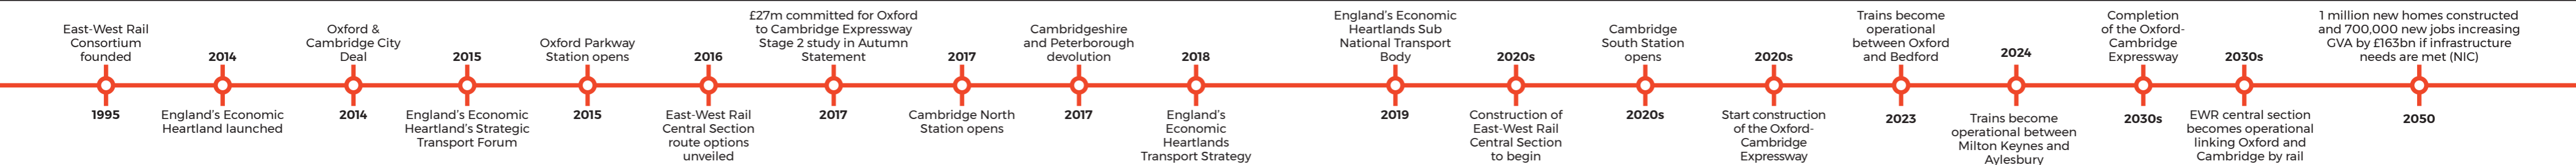 East-West Rail
Consortium
founded
1995
2014
England's Economic
Heartland launched
Oxford &
Cambridge City
Deal
2014
2015
England's Economic
Heartland's Strategic
Transport Forum
Oxford Parkway
Station opens
2015
2016
East-West Rail
Central Section
route options
unveiled
£27m committed for Oxford
to Cambridge Expressway
Stage 2 study in Autumn
Statement
2017
2017
Cambridge North
Station opens
Cambridgeshire
and Peterborough
devolution
2017
2018
England's
Economic
Heartlands
Transport Strategy
England's Economic
Heartlands Sub
National Transport
Body
2019
2020s
Construction of
East-West Rail
Central Section
to begin
Cambridge
South Station
opens
2020s
2020s
Start construction
of the Oxford-
Cambridge
Expressway
Trains become
operational
between Oxford
and Bedford
2023
2024
Trains become
operational between
Milton Keynes and
Aylesbury
Completion
of the Oxford-
Cambridge
Expressway
2030s
2030s
EWR central section
becomes operational
linking Oxford and
Cambridge by rail
1 million new homes constructed
and 700,000 new jobs increasing
GVA by £163bn if infrastructure
needs are met (NIC)
2050